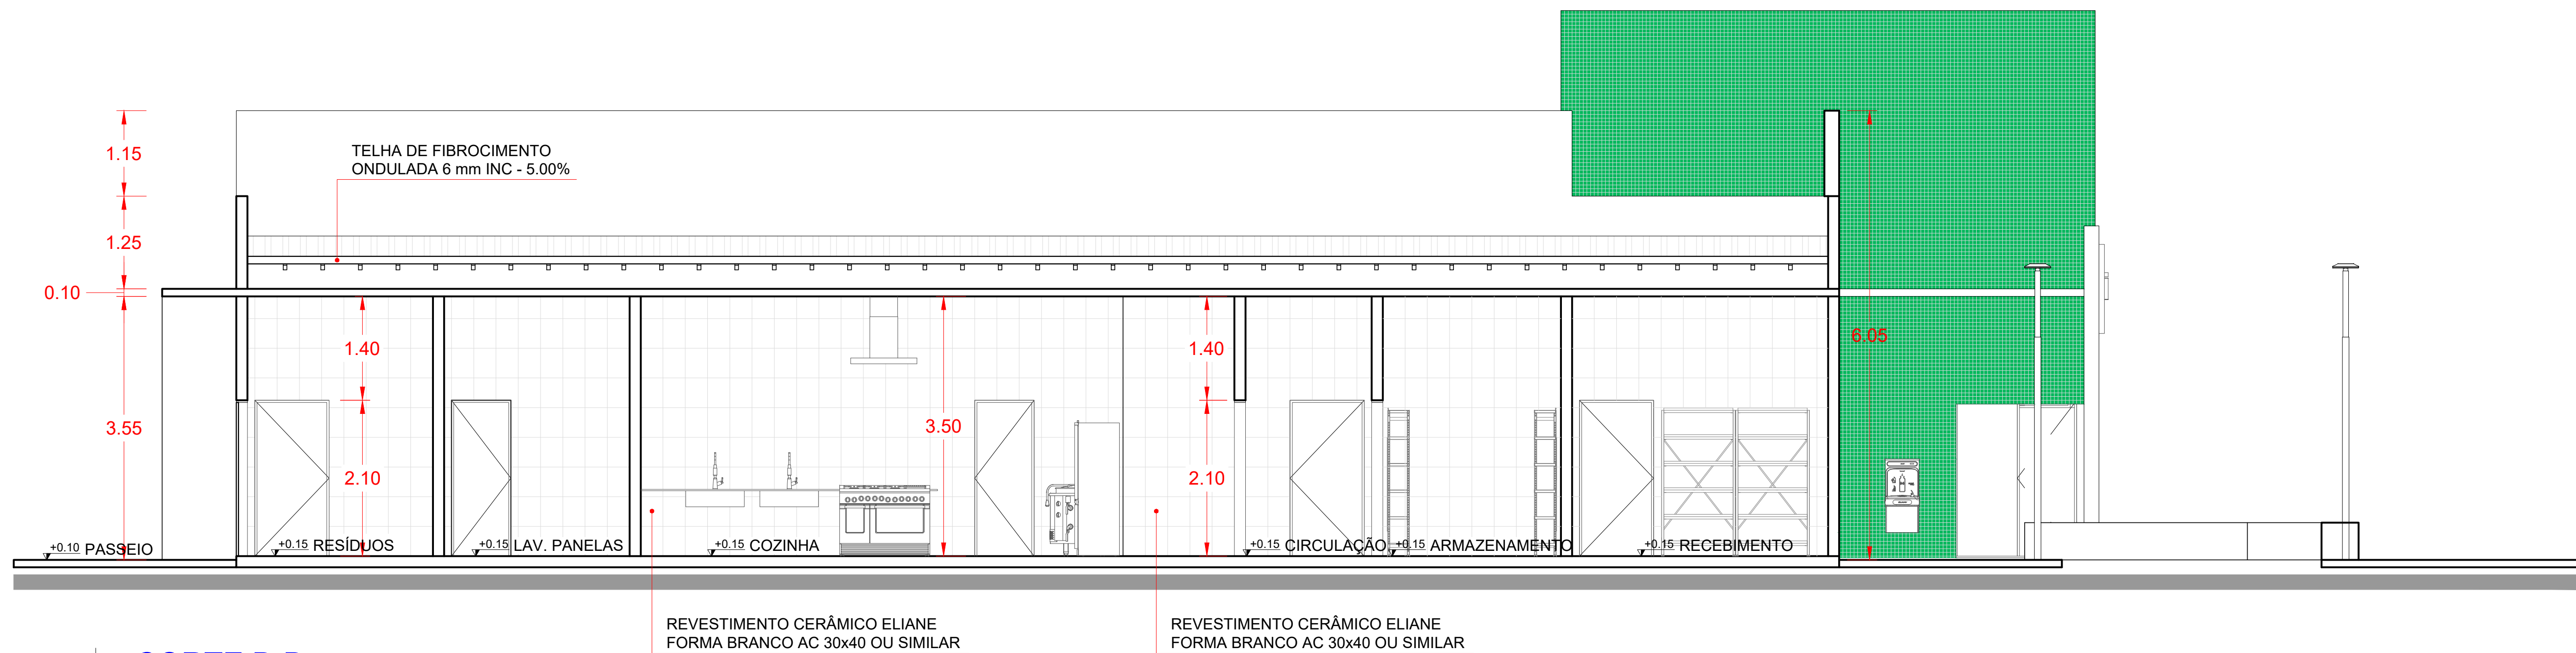 1.15
TELHA DE FIBROCIMENTO
ONDULADA 6 mm INC - 5.00%
1.25
0.10
6.05
1.40
1.40
3.55
3.50
2.10
2.10
+0.10 PASSEIO
+0.15 RESÍDUOS
+0.15 LAV. PANELAS
+0.15 COZINHA
+0.15 CIRCULAÇÃO
+0.15 ARMAZENAMENTO
+0.15 RECEBIMENTO
REVESTIMENTO CERÂMICO ELIANE
FORMA BRANCO AC 30x40 OU SIMILAR
REVESTIMENTO CERÂMICO ELIANE
FORMA BRANCO AC 30x40 OU SIMILAR